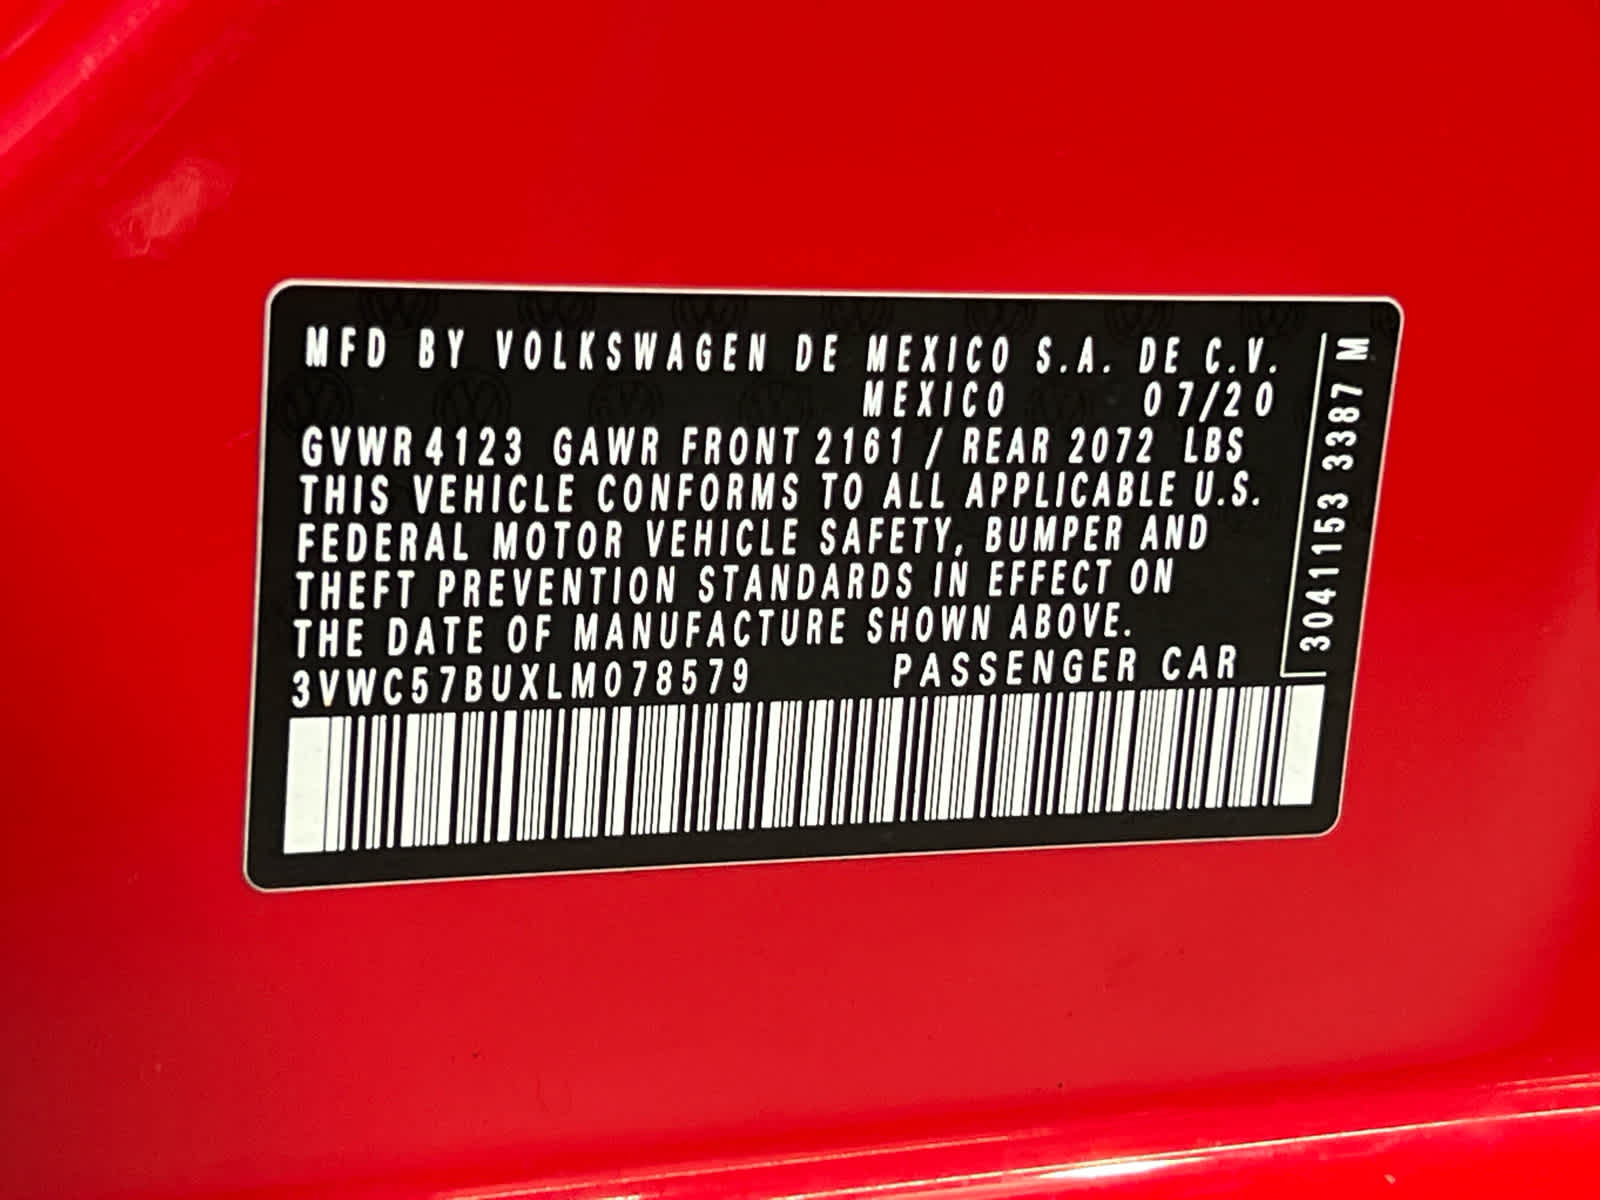 MFD BY VOLKSWAGEN DE MEXICO S.A. DE C.V.
MEXICO 07/20
GVWR 4123 GAWR FRONT 2161 / REAR 2072 LBS
THIS VEHICLE CONFORMS TO ALL APPLICABLE U.S.
FEDERAL MOTOR VEHICLE SAFETY, BUMPER AND
THEFT PREVENTION STANDARDS IN EFFECT ON
THE DATE OF MANUFACTURE SHOWN ABOVE.
3VWC57BUXLM078579 PASSENGER CAR
3041153 3387 M